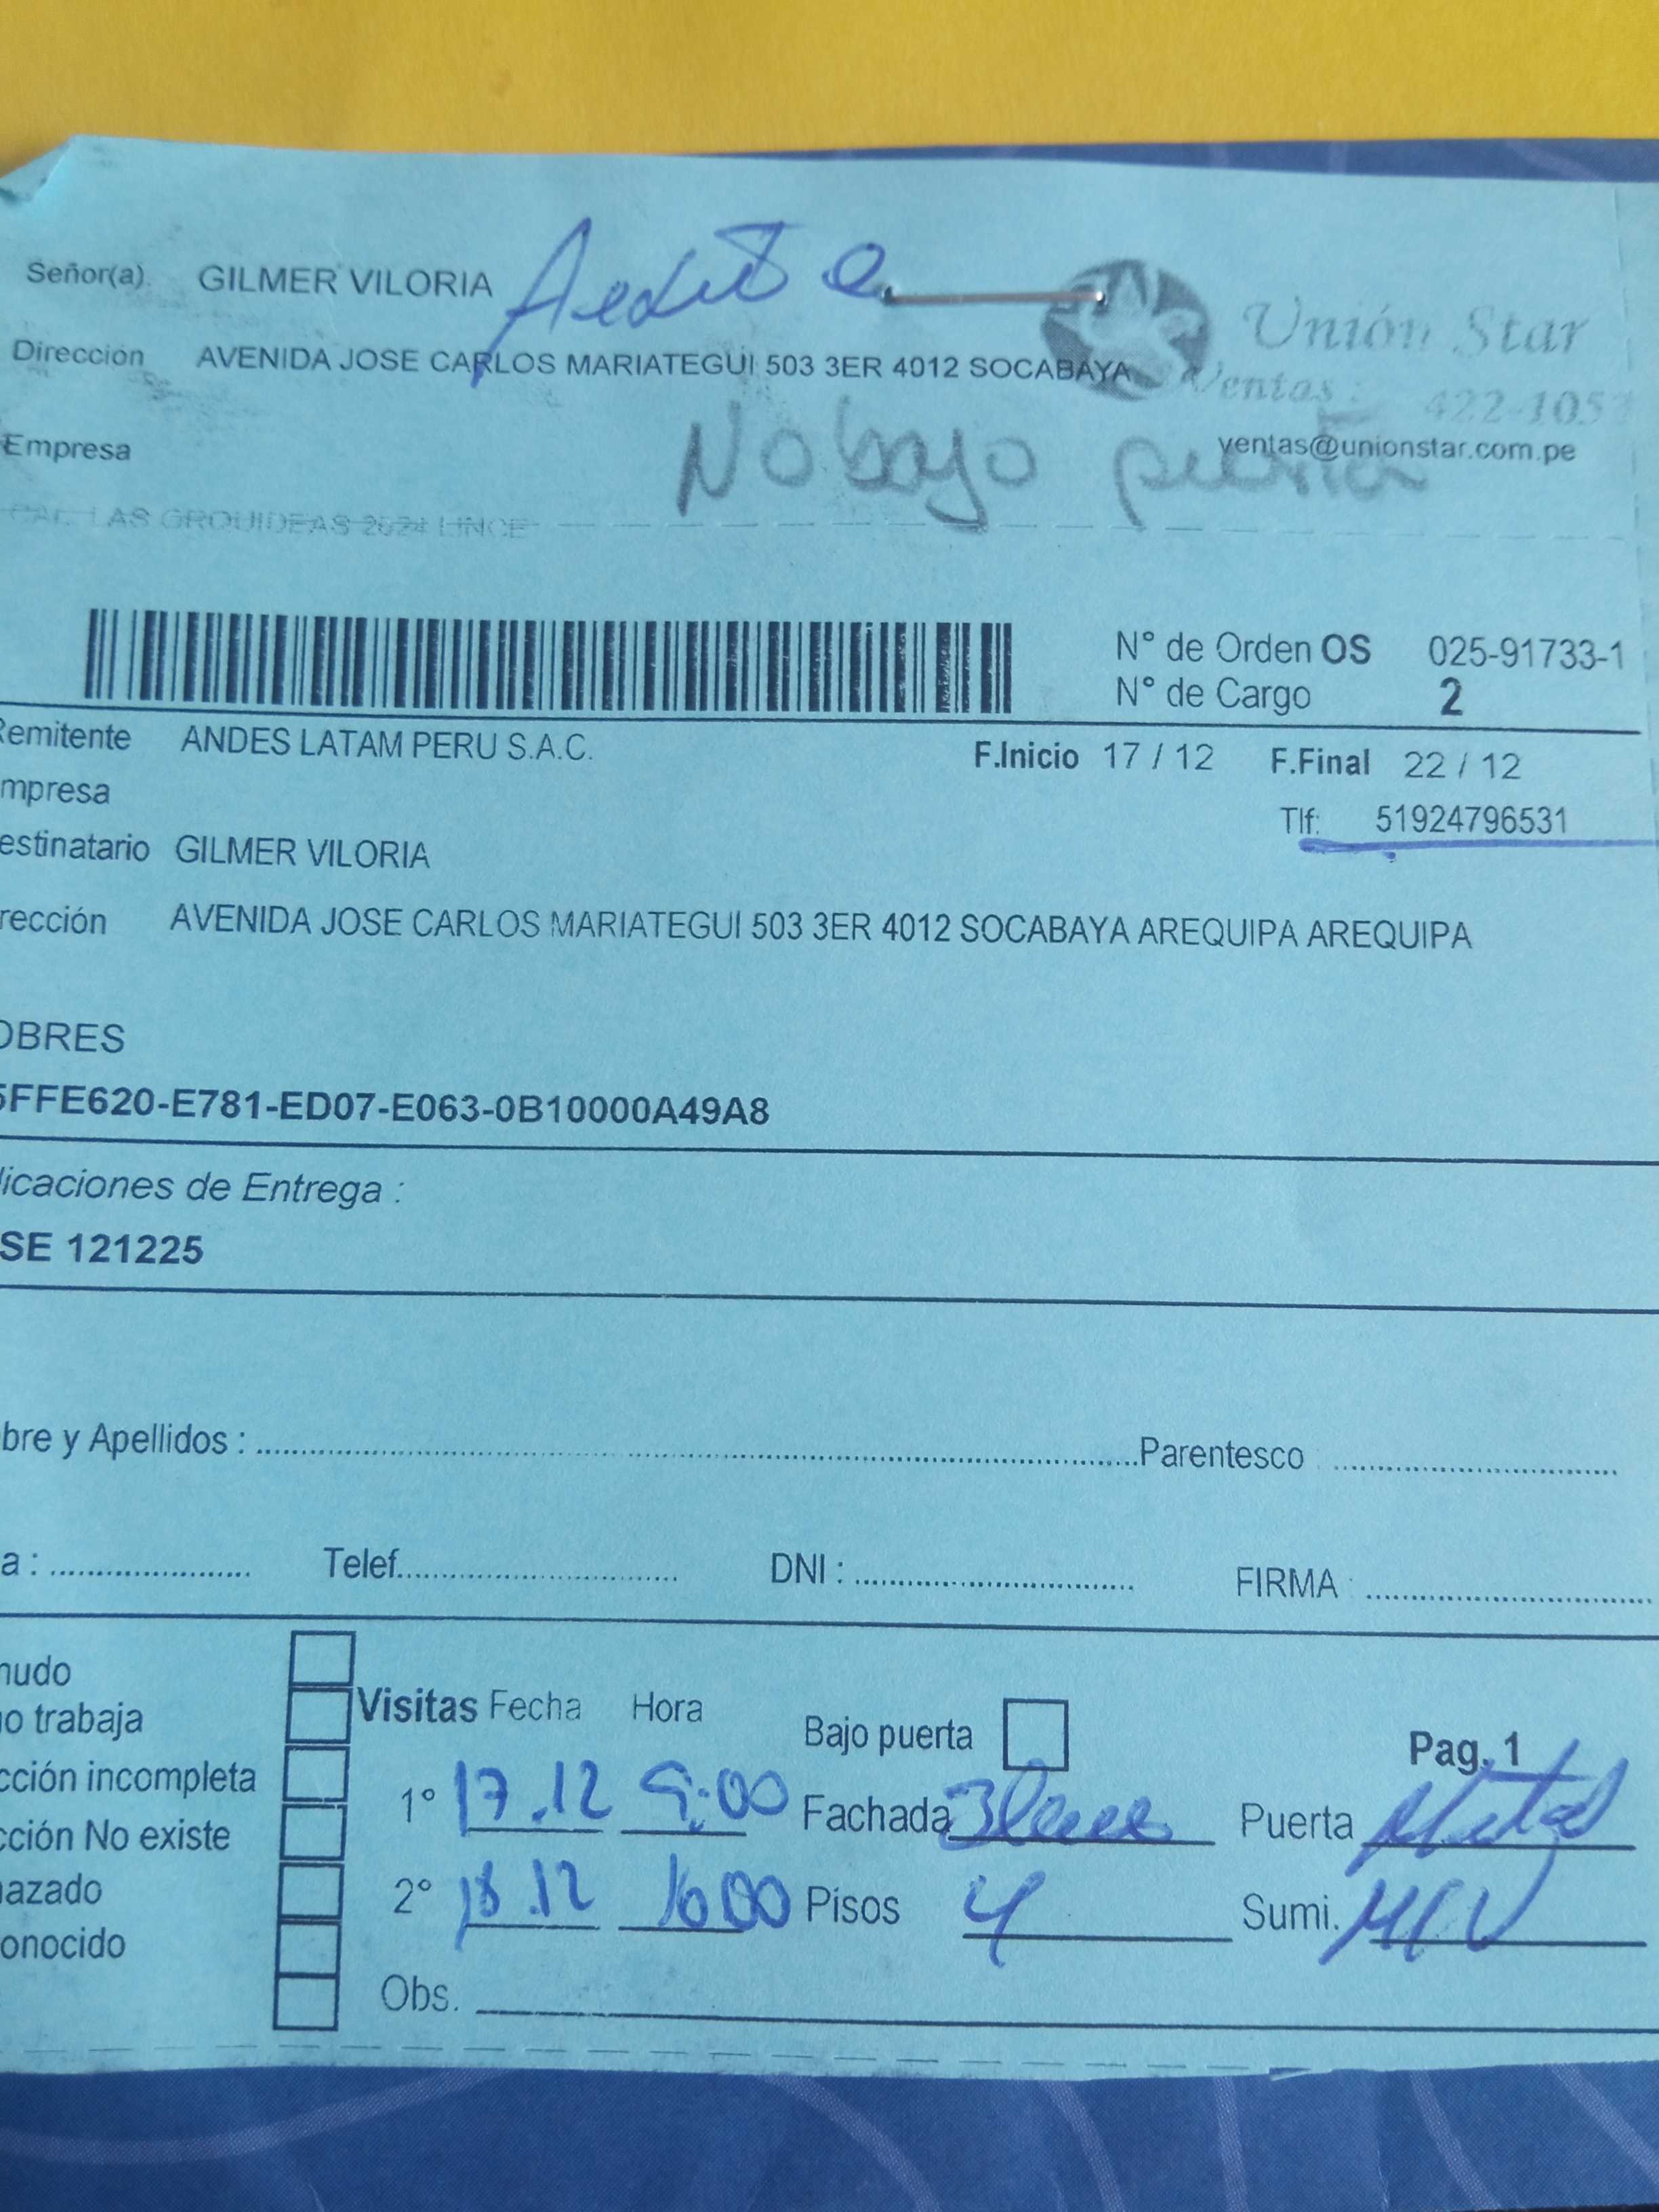 Señor(a) GILMER VILORIA
Unión Star
Dirección AVENIDA JOSE CARLOS MARIATEGUI 503 3ER 4012 SOCABAYA
Ventas: 422-105
Empresa
No bajo puerta
ventas@unionstar.com.pe
CAL. LAS ORQUIDEAS 2624 LINCE
N° de Orden OS 025-91733-1
N° de Cargo 2
Remitente ANDES LATAM PERU S.A.C.
F.Inicio 17 / 12 F.Final 22 / 12
mpresa
Tlf: 51924796531
estinatario GILMER VILORIA
rección AVENIDA JOSE CARLOS MARIATEGUI 503 3ER 4012 SOCABAYA AREQUIPA AREQUIPA
OBRES
5FFE620-E781-ED07-E063-0B10000A49A8
licaciones de Entrega :
SE 121225
bre y Apellidos : Parentesco
a : Telef. DNI : FIRMA :
nudo
o trabaja
Visitas Fecha Hora Bajo puerta Pag. 1
cción incompleta
1° 17.12 9:00 Fachada Puerta Metal
cción No existe
azado
2° 18.12 16 00 Pisos 4 Sumi.
onocido
Obs.